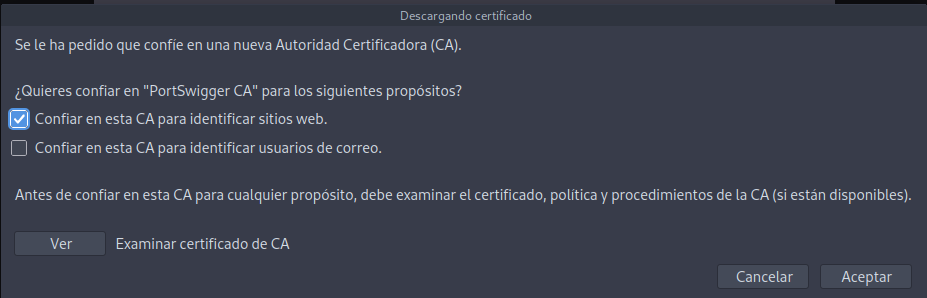 Descargando certificado
Se le ha pedido que confíe en una nueva Autoridad Certificadora (CA).
¿Quieres confiar en "PortSwigger CA" para los siguientes propósitos?
Confiar en esta CA para identificar sitios web.
Confiar en esta CA para identificar usuarios de correo.
Antes de confiar en esta CA para cualquier propósito, debe examinar el certificado, política y procedimientos de la CA (si están disponibles).
Ver Examinar certificado de CA
Cancelar Aceptar